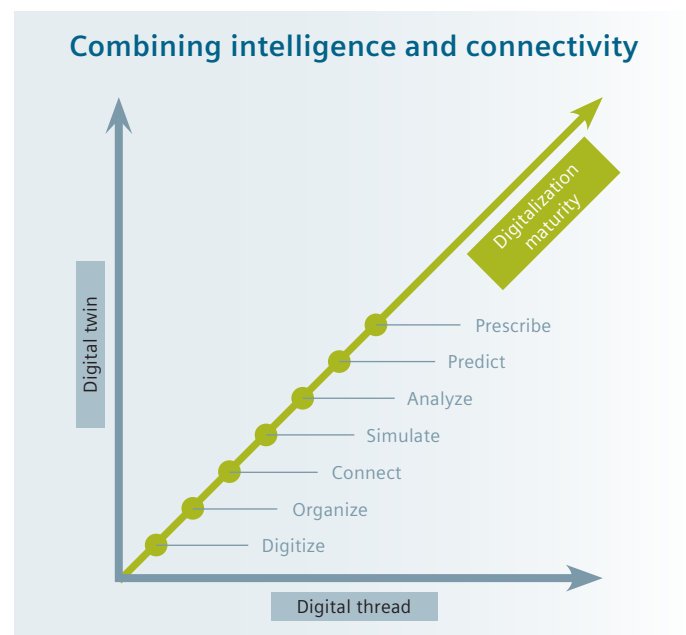 Combining intelligence and connectivity
Digitalization
maturity
Digital twin
Prescribe
Predict
Analyze
Simulate
Connect
Organize
Digitize
Digital thread